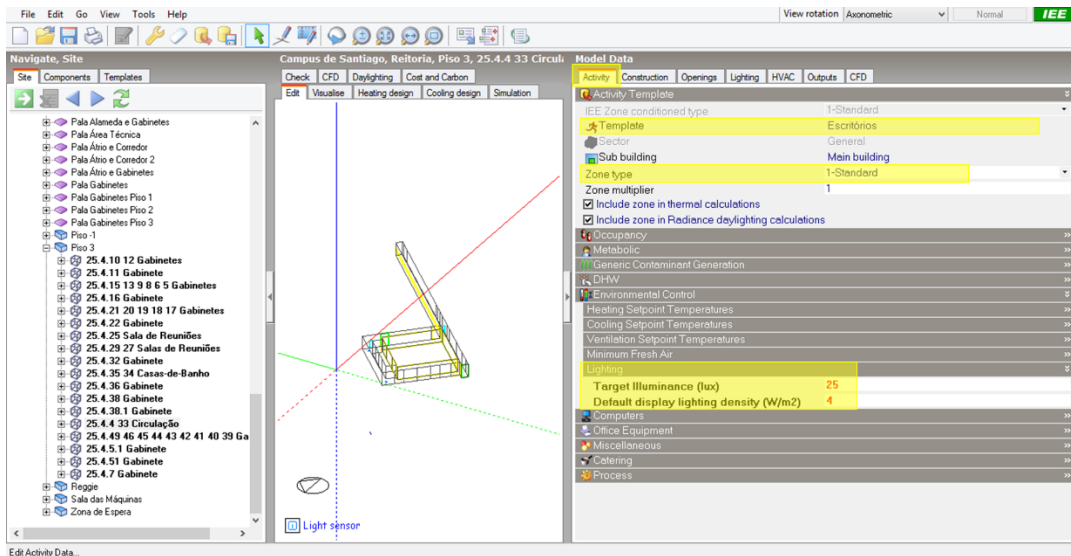 File Edit Go View Tools Help
View rotation Axonometric Normal IEE
Navigate, Site
Site Components Templates
Pala Alameda e Gabinetes
Pala Área Técnica
Pala Átrio e Corredor
Pala Átrio e Corredor 2
Pala Átrio e Gabinetes
Pala Gabinetes
Pala Gabinetes Piso 1
Pala Gabinetes Piso 2
Pala Gabinetes Piso 3
Piso -1
Piso 3
25.4.10 12 Gabinetes
25.4.11 Gabinete
25.4.15 13 9 8 6 5 Gabinetes
25.4.16 Gabinete
25.4.21 20 19 18 17 Gabinetes
25.4.22 Gabinete
25.4.25 Sala de Reuniões
25.4.29 27 Salas de Reuniões
25.4.32 Gabinete
25.4.35 34 Casas-de-Banho
25.4.36 Gabinete
25.4.38 Gabinete
25.4.38.1 Gabinete
25.4.4 33 Circulação
25.4.49 46 45 44 43 42 41 40 39 Ga
25.4.5.1 Gabinete
25.4.51 Gabinete
25.4.7 Gabinete
Reggie
Sala das Máquinas
Zona de Espera
Campus de Santiago, Reitoria, Piso 3, 25.4.4 33 Circul
Check CFD Daylighting Cost and Carbon
Edit Visualise Heating design Cooling design Simulation
Light sensor
Model Data
Activity Construction Openings Lighting HVAC Outputs CFD
Activity Template
IEE Zone conditioned type 1-Standard
Template Escritórios
Sector General
Sub building Main building
Zone type 1-Standard
Zone multiplier 1
Include zone in thermal calculations
Include zone in Radiance daylighting calculations
Occupancy
Metabolic
Generic Contaminant Generation
DHW
Environmental Control
Heating Setpoint Temperatures
Cooling Setpoint Temperatures
Ventilation Setpoint Temperatures
Minimum Fresh Air
Lighting
Target Illuminance (lux) 25
Default display lighting density (W/m2) 4
Computers
Office Equipment
Miscellaneous
Catering
Process
Edit Activity Data...